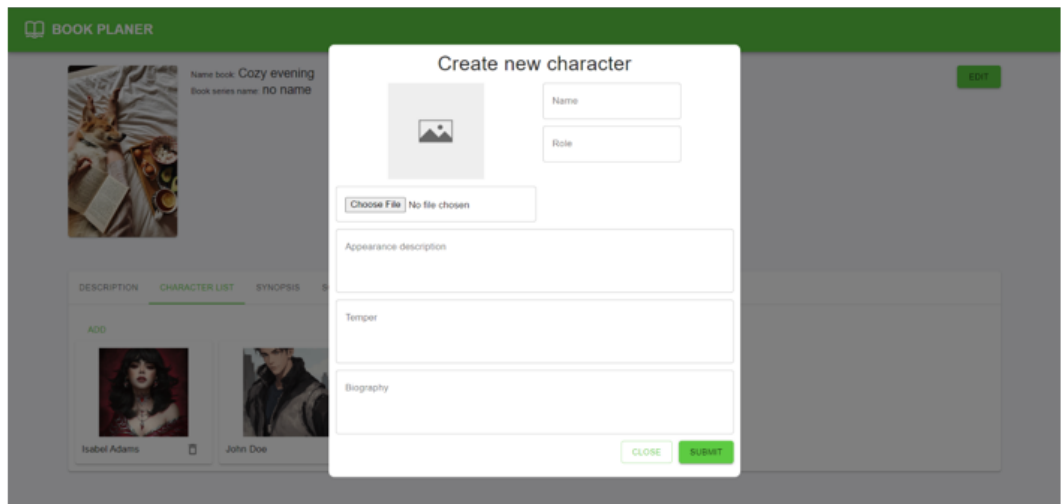 BOOK PLANER
Name book: Cozy evening
Book series name: no name
EDIT
DESCRIPTION CHARACTER LIST SYNOPSIS
ADD
Isabel Adams
John Doe
Create new character
Name
Role
Choose File No file chosen
Appearance description
Temper
Biography
CLOSE SUBMIT